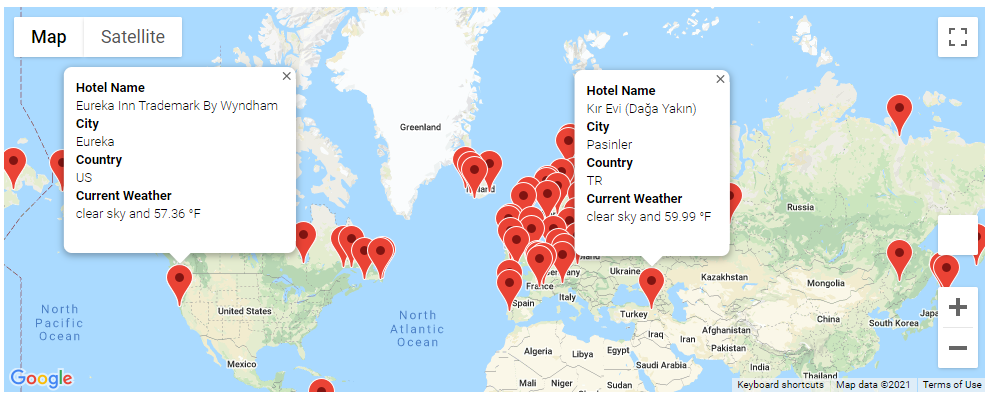 Map
Satellite
Hotel Name
Eureka Inn Trademark By Wyndham
City
Eureka
Country
US
Current Weather
clear sky and 57.36 °F
Hotel Name
Kır Evi (Dağa Yakın)
City
Pasinler
Country
TR
Current Weather
clear sky and 59.99 °F
Greenland
Russia
Ukraine
Kazakhstan
Mongolia
France
Spain
Italy
Turkey
China
South Korea
United States
North
Pacific
Ocean
North
Atlantic
Ocean
Iraq
Iran
Afghanistan
Pakistan
Algeria
Libya
Egypt
Saudi Arabia
India
Mexico
Mali
Niger
Sudan
Thailand
Google
Keyboard shortcuts
Map data ©2021
Terms of Use